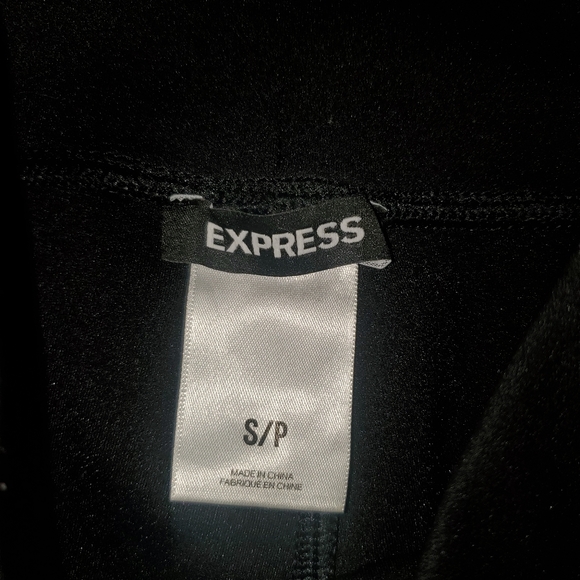 EXPRESS
S/P
MADE IN CHINA
FABRIQUÉ EN CHINE